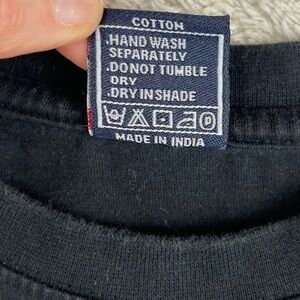 COTTON
.HAND WASH
SEPARATELY
.DO NOT TUMBLE
DRY
.DRY IN SHADE
MADE IN INDIA